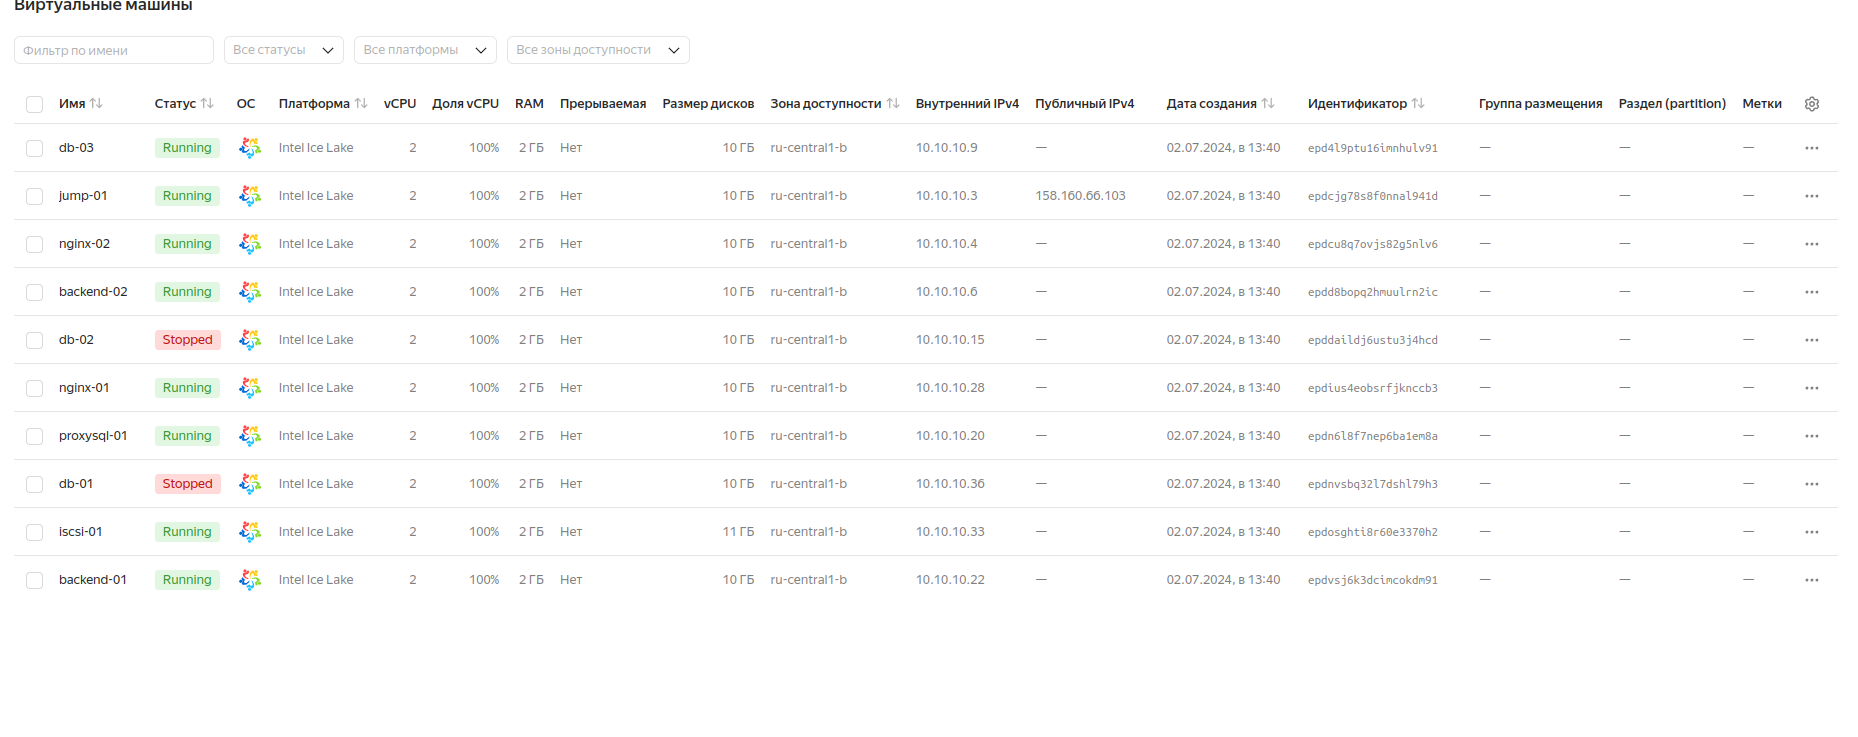 Виртуальные машины
Фильтр по имени Все статусы Все платформы Все зоны доступности
Имя Статус ОС Платформа vCPU Доля vCPU RAM Прерываемая Размер дисков Зона доступности Внутренний IPv4 Публичный IPv4 Дата создания Идентификатор Группа размещения Раздел (partition) Метки
db-03 Running Intel Ice Lake 2 100% 2 ГБ Нет 10 ГБ ru-central1-b 10.10.10.9 — 02.07.2024, в 13:40 epd4l9ptu16imnhulv91 — — —
jump-01 Running Intel Ice Lake 2 100% 2 ГБ Нет 10 ГБ ru-central1-b 10.10.10.3 158.160.66.103 02.07.2024, в 13:40 epdcjg78s8f0nnal941d — — —
nginx-02 Running Intel Ice Lake 2 100% 2 ГБ Нет 10 ГБ ru-central1-b 10.10.10.4 — 02.07.2024, в 13:40 epdcu8q7ovjs82g5nlv6 — — —
backend-02 Running Intel Ice Lake 2 100% 2 ГБ Нет 10 ГБ ru-central1-b 10.10.10.6 — 02.07.2024, в 13:40 epdd8bopq2hmuulrn2ic — — —
db-02 Stopped Intel Ice Lake 2 100% 2 ГБ Нет 10 ГБ ru-central1-b 10.10.10.15 — 02.07.2024, в 13:40 epddaildj6ustu3j4hcd — — —
nginx-01 Running Intel Ice Lake 2 100% 2 ГБ Нет 10 ГБ ru-central1-b 10.10.10.28 — 02.07.2024, в 13:40 epdius4eobsrfjknccb3 — — —
proxysql-01 Running Intel Ice Lake 2 100% 2 ГБ Нет 10 ГБ ru-central1-b 10.10.10.20 — 02.07.2024, в 13:40 epdn6l8f7nep6ba1em8a — — —
db-01 Stopped Intel Ice Lake 2 100% 2 ГБ Нет 10 ГБ ru-central1-b 10.10.10.36 — 02.07.2024, в 13:40 epdnvsbq32l7dshl79h3 — — —
iscsi-01 Running Intel Ice Lake 2 100% 2 ГБ Нет 11 ГБ ru-central1-b 10.10.10.33 — 02.07.2024, в 13:40 epdosghti8r60e3370h2 — — —
backend-01 Running Intel Ice Lake 2 100% 2 ГБ Нет 10 ГБ ru-central1-b 10.10.10.22 — 02.07.2024, в 13:40 epdvsj6k3dcimcokdm91 — — —